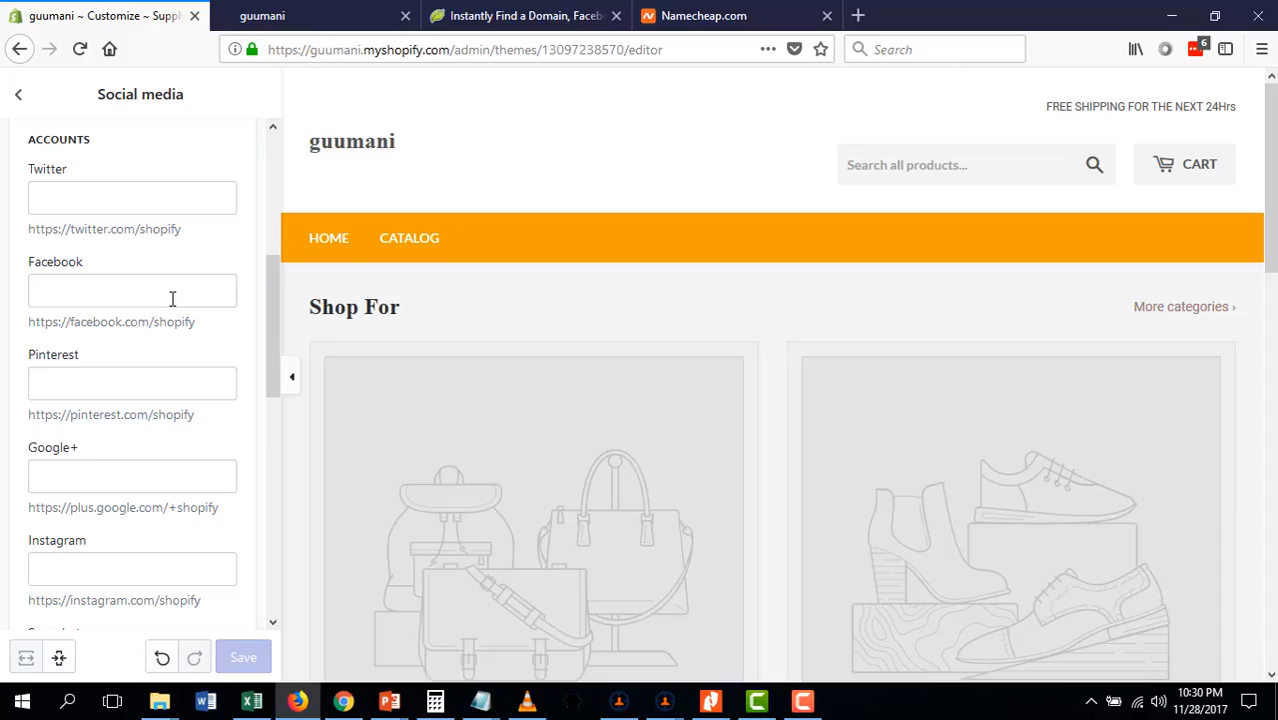 guumani ~ Customize ~ Supply
guumani
Instantly Find a Domain, Faceb
Namecheap.com
https://guumani.myshopify.com/admin/themes/13097238570/editor
Search
6
Social media
ACCOUNTS
Twitter
https://twitter.com/shopify
Facebook
https://facebook.com/shopify
Pinterest
https://pinterest.com/shopify
Google+
https://plus.google.com/+shopify
Instagram
https://instagram.com/shopify
Save
FREE SHIPPING FOR THE NEXT 24Hrs
guumani
Search all products...
CART
HOME
CATALOG
Shop For
More categories ›
10:30 PM
11/28/2017